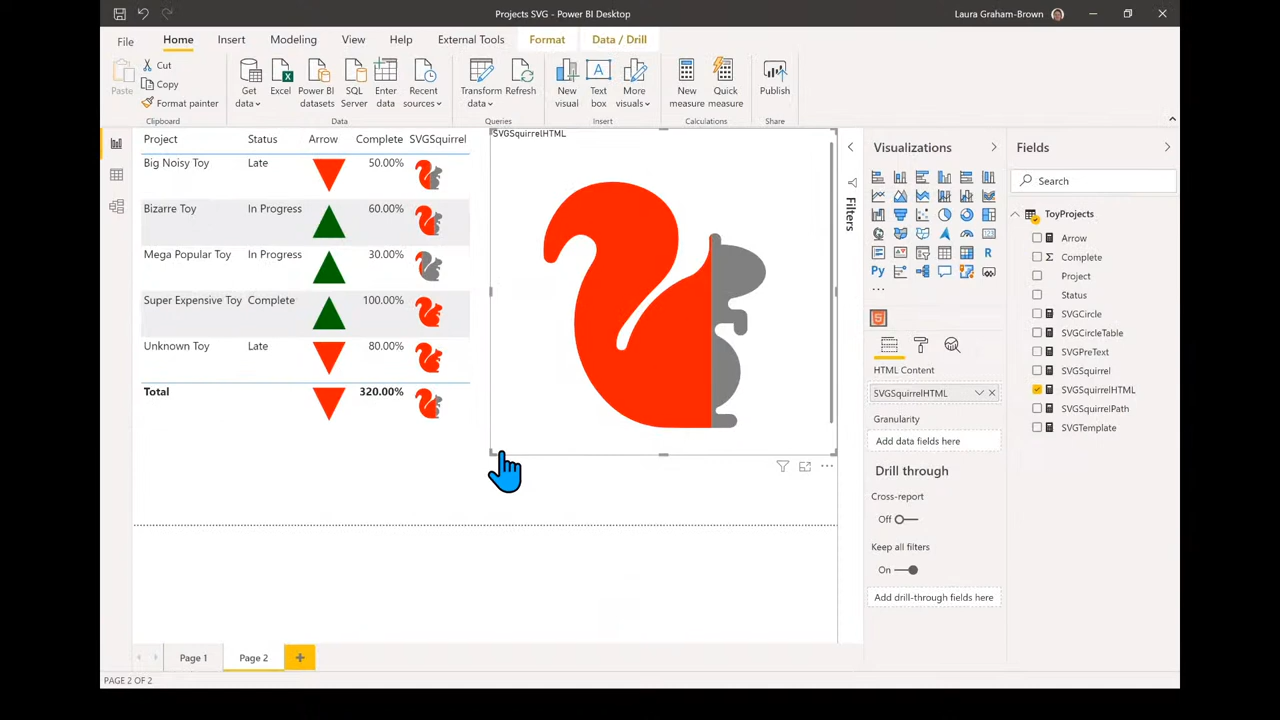 Projects SVG - Power BI Desktop
Laura Graham-Brown
File Home Insert Modeling View Help External Tools Format Data / Drill
Paste
Cut
Copy
Format painter
Clipboard
Get data
Excel
Power BI datasets
SQL Server
Enter data
Recent sources
Data
Transform data
Refresh
Queries
New visual
Text box
More visuals
Insert
New measure
Quick measure
Calculations
Publish
Share
Project Status Arrow Complete SVGSquirrel
Big Noisy Toy Late 50.00%
Bizarre Toy In Progress 60.00%
Mega Popular Toy In Progress 30.00%
Super Expensive Toy Complete 100.00%
Unknown Toy Late 80.00%
Total 320.00%
SVGSquirrelHTML
Filters
Visualizations
R
Py
HTML Content
SVGSquirrelHTML
Granularity
Add data fields here
Drill through
Cross-report
Off
Keep all filters
On
Add drill-through fields here
Fields
Search
ToyProjects
Arrow
Complete
Project
Status
SVGCircle
SVGCircleTable
SVGPreText
SVGSquirrel
SVGSquirrelHTML
SVGSquirrelPath
SVGTemplate
Page 1 Page 2
PAGE 2 OF 2